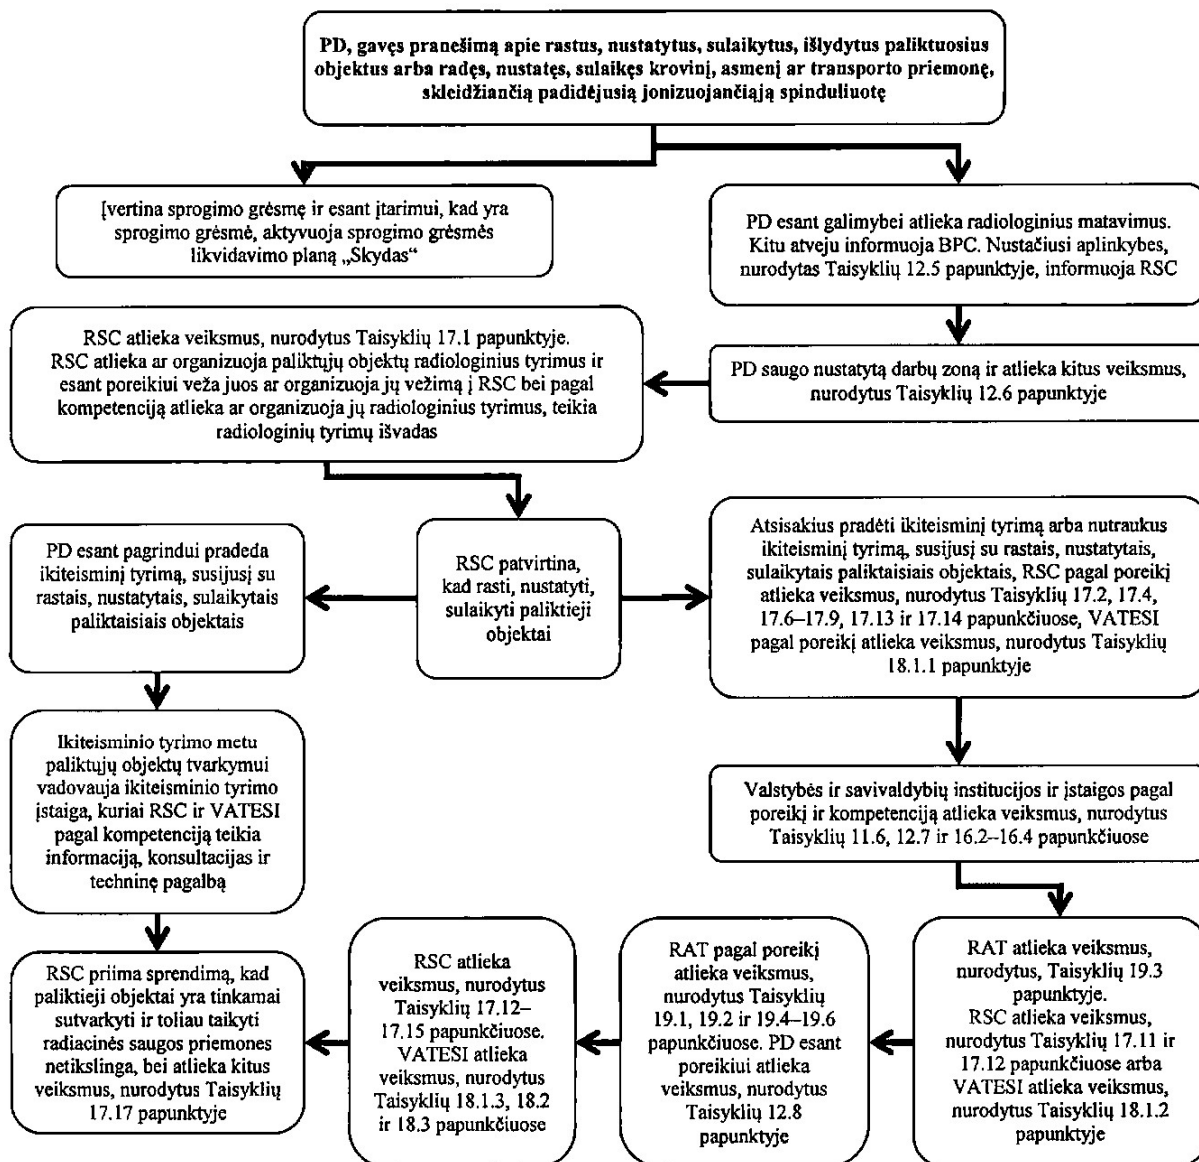 PD, gavęs pranešimą apie rastus, nustatytus, sulaikytus, išlydytus paliktuosius
objektus arba radęs, nustatęs, sulaikęs krovinį, asmenį ar transporto priemonę,
skleidžiančią padidėjusią jonizuojančiąją spinduliuotę
Įvertina sprogimo grėsmę ir esant įtarimui, kad yra
sprogimo grėsmė, aktyvuoja sprogimo grėsmės
likvidavimo planą „Skydas“
PD esant galimybei atlieka radiologinius matavimus.
Kitu atveju informuoja BPC. Nustačiusi aplinkybes,
nurodytas Taisyklių 12.5 papunktyje, informuoja RSC
RSC atlieka veiksmus, nurodytus Taisyklių 17.1 papunktyje.
RSC atlieka ar organizuoja paliktųjų objektų radiologinius tyrimus ir
esant poreikiui veža juos ar organizuoja jų vežimą į RSC bei pagal
kompetenciją atlieka ar organizuoja jų radiologinius tyrimus, teikia
radiologinių tyrimų išvadas
PD saugo nustatytą darbų zoną ir atlieka kitus veiksmus,
nurodytus Taisyklių 12.6 papunktyje
PD esant pagrindui pradeda
ikiteisminį tyrimą, susijusį su
rastais, nustatytais, sulaikytais
paliktaisiais objektais
RSC patvirtina,
kad rasti, nustatyti,
sulaikyti paliktieji
objektai
Atsisakius pradėti ikiteisminį tyrimą arba nutraukus
ikiteisminį tyrimą, susijusį su rastais, nustatytais,
sulaikytais paliktaisiais objektais, RSC pagal poreikį
atlieka veiksmus, nurodytus Taisyklių 17.2, 17.4,
17.6–17.9, 17.13 ir 17.14 papunkčiuose, VATESI
pagal poreikį atlieka veiksmus, nurodytus Taisyklių
18.1.1 papunktyje
Ikiteisminio tyrimo metu
paliktųjų objektų tvarkymui
vadovauja ikiteisminio tyrimo
įstaiga, kuriai RSC ir VATESI
pagal kompetenciją teikia
informaciją, konsultacijas ir
techninę pagalbą
Valstybės ir savivaldybių institucijos ir įstaigos pagal
poreikį ir kompetenciją atlieka veiksmus, nurodytus
Taisyklių 11.6, 12.7 ir 16.2–16.4 papunkčiuose
RSC priima sprendimą, kad
paliktieji objektai yra tinkamai
sutvarkyti ir toliau taikyti
radiacinės saugos priemones
netikslinga, bei atlieka kitus
veiksmus, nurodytus Taisyklių
17.17 papunktyje
RSC atlieka
veiksmus, nurodytus
Taisyklių 17.12–
17.15 papunkčiuose.
VATESI atlieka
veiksmus, nurodytus
Taisyklių 18.1.3, 18.2
ir 18.3 papunkčiuose
RAT pagal poreikį
atlieka veiksmus,
nurodytus Taisyklių
19.1, 19.2 ir 19.4–19.6
papunkčiuose. PD esant
poreikiui atlieka
veiksmus, nurodytus
Taisyklių 12.8
papunktyje
RAT atlieka veiksmus,
nurodytus, Taisyklių 19.3
papunktyje.
RSC atlieka veiksmus,
nurodytus Taisyklių 17.11 ir
17.12 papunkčiuose arba
VATESI atlieka veiksmus,
nurodytus Taisyklių 18.1.2
papunktyje